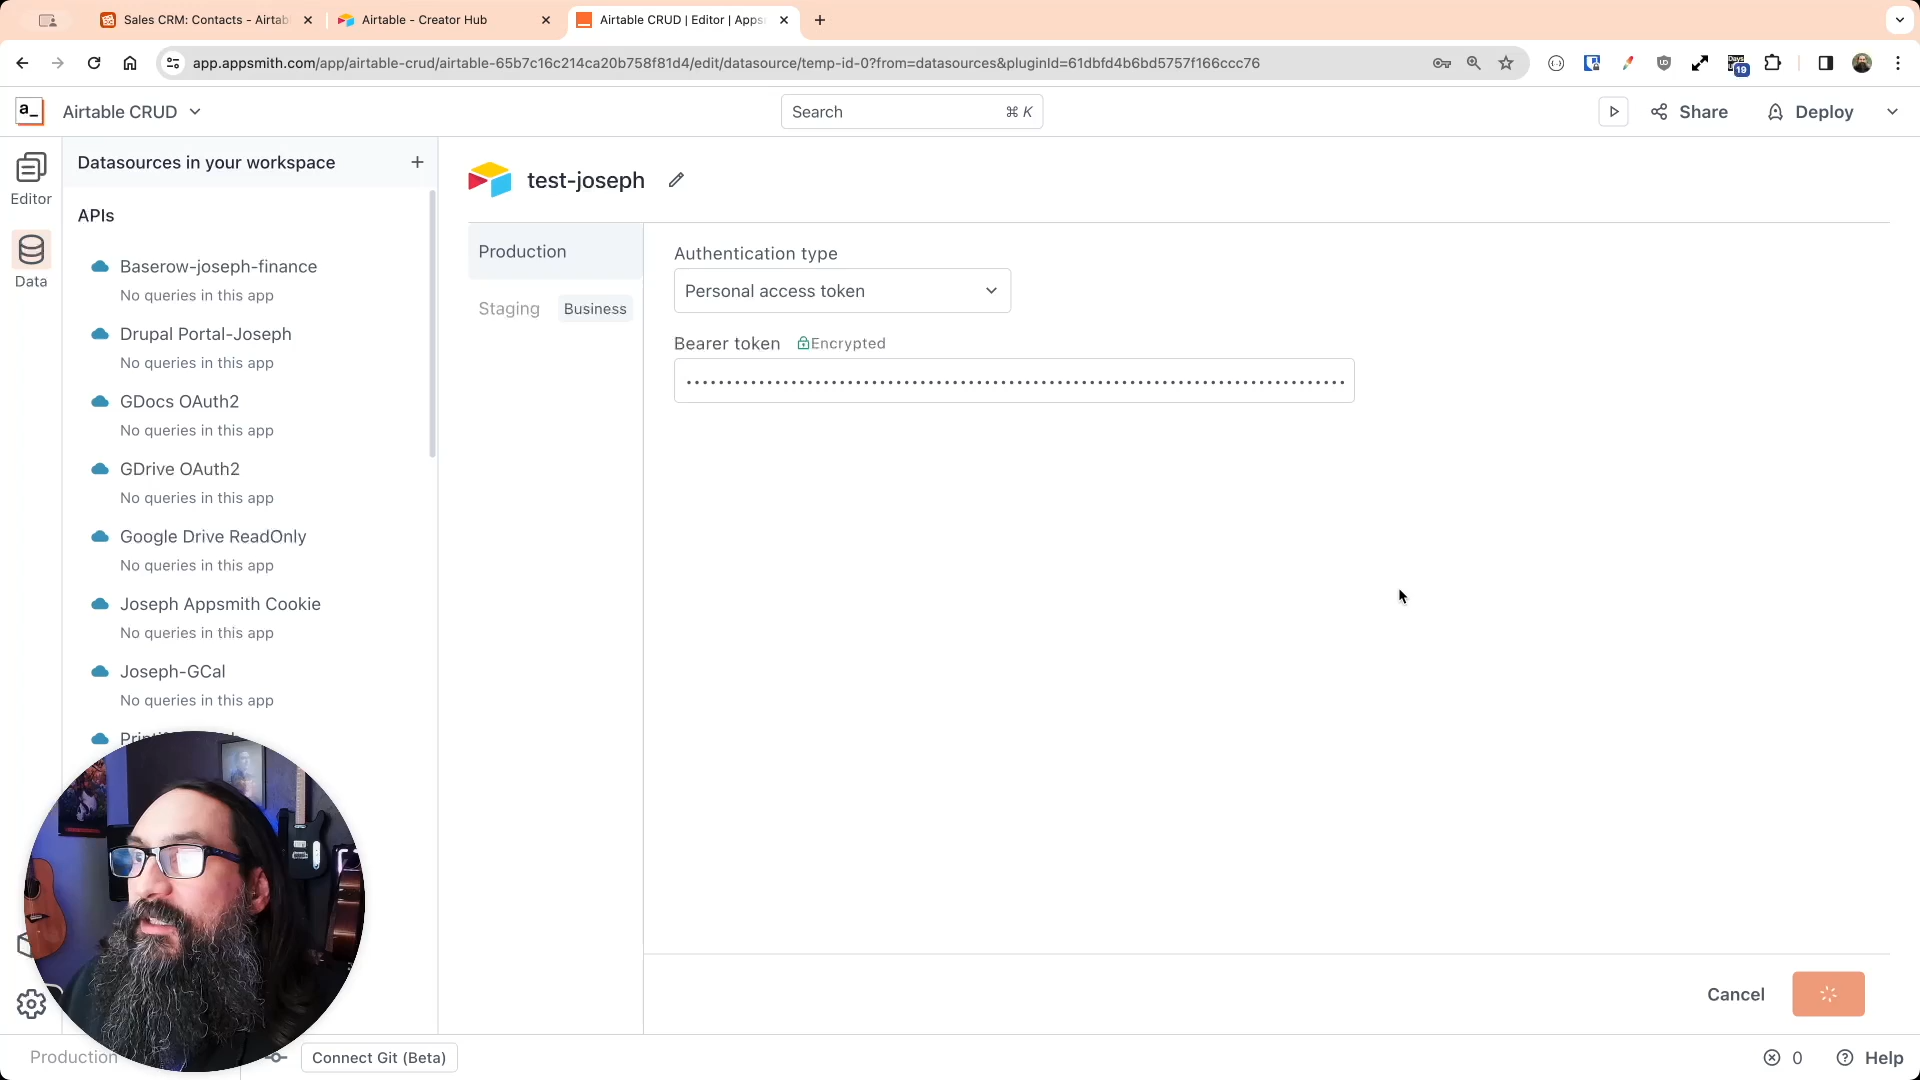 Sales CRM: Contacts - Airtab
Airtable - Creator Hub
Airtable CRUD | Editor | Apps
app.appsmith.com/app/airtable-crud/airtable-65b7c16c214ca20b758f81d4/edit/datasource/temp-id-0?from=datasources&pluginId=61dbfd4b6bd5757f166ccc76
19
a_
Airtable CRUD
Search ⌘ K
Share
Deploy
Editor
Data
Datasources in your workspace
APIs
Baserow-joseph-finance
No queries in this app
Drupal Portal-Joseph
No queries in this app
GDocs OAuth2
No queries in this app
GDrive OAuth2
No queries in this app
Google Drive ReadOnly
No queries in this app
Joseph Appsmith Cookie
No queries in this app
Joseph-GCal
No queries in this app
test-joseph
Production
Staging Business
Authentication type
Personal access token
Bearer token Encrypted
Cancel
Production
Connect Git (Beta)
0
Help